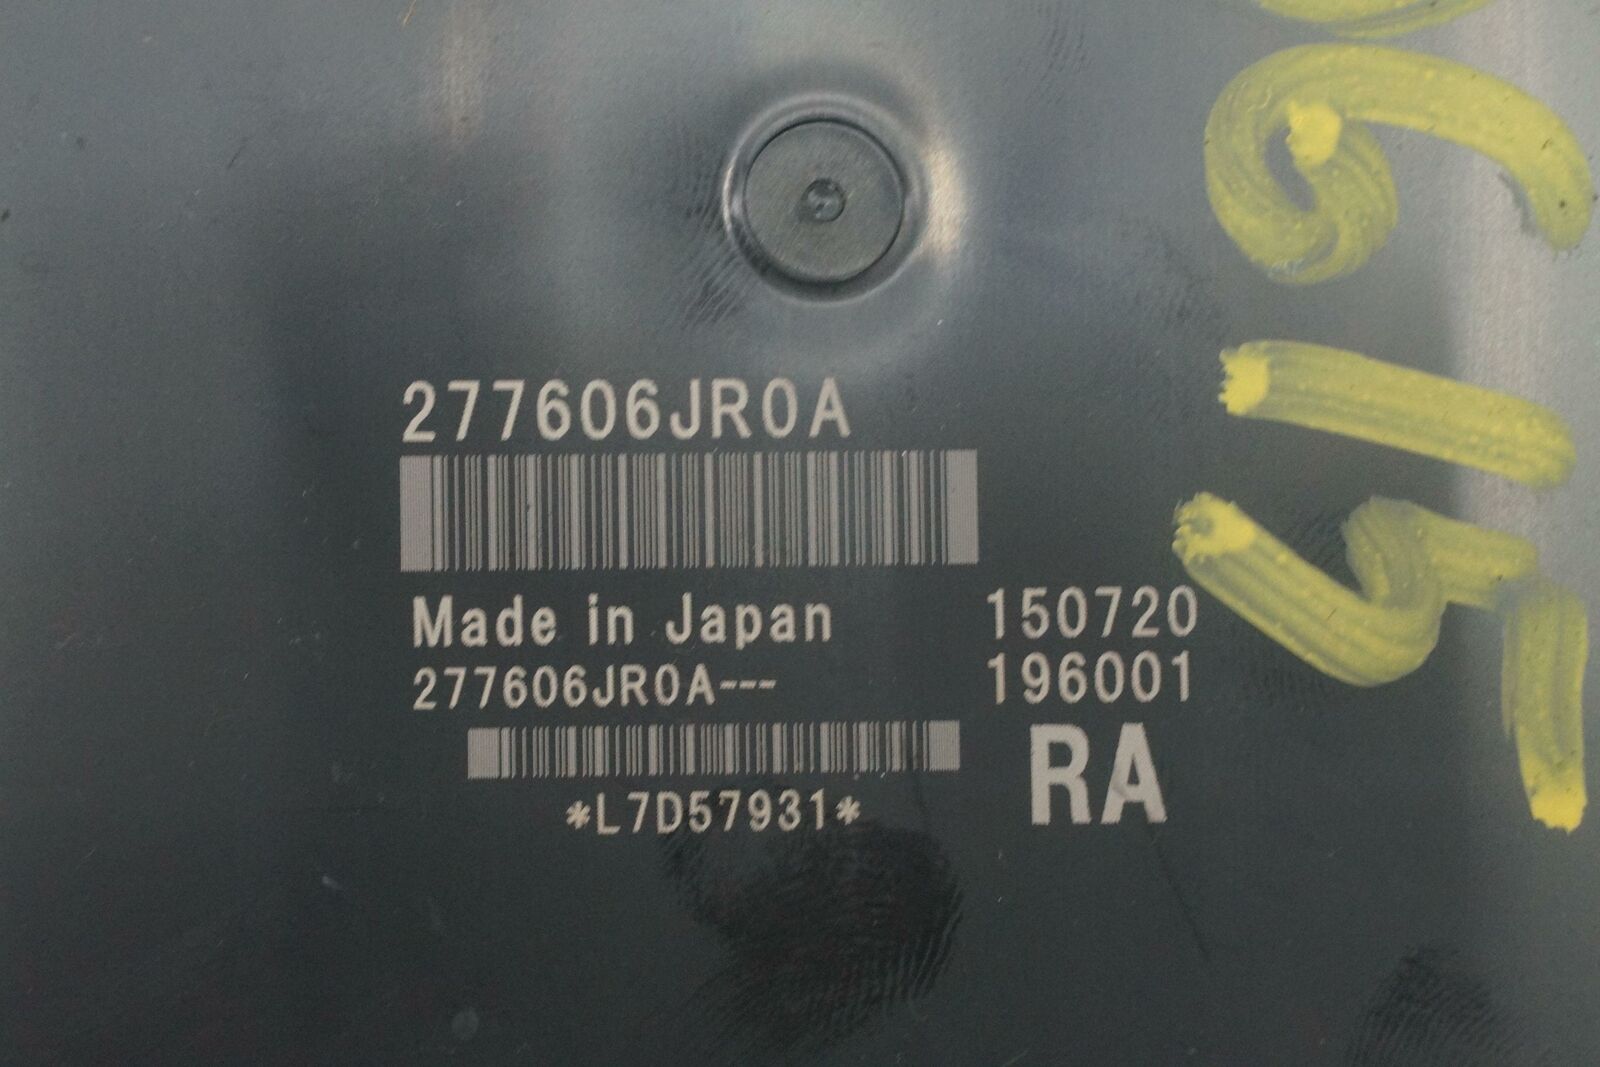 277606JR0A
Made in Japan 150720
277606JR0A--- 196001
*L7D57931* RA